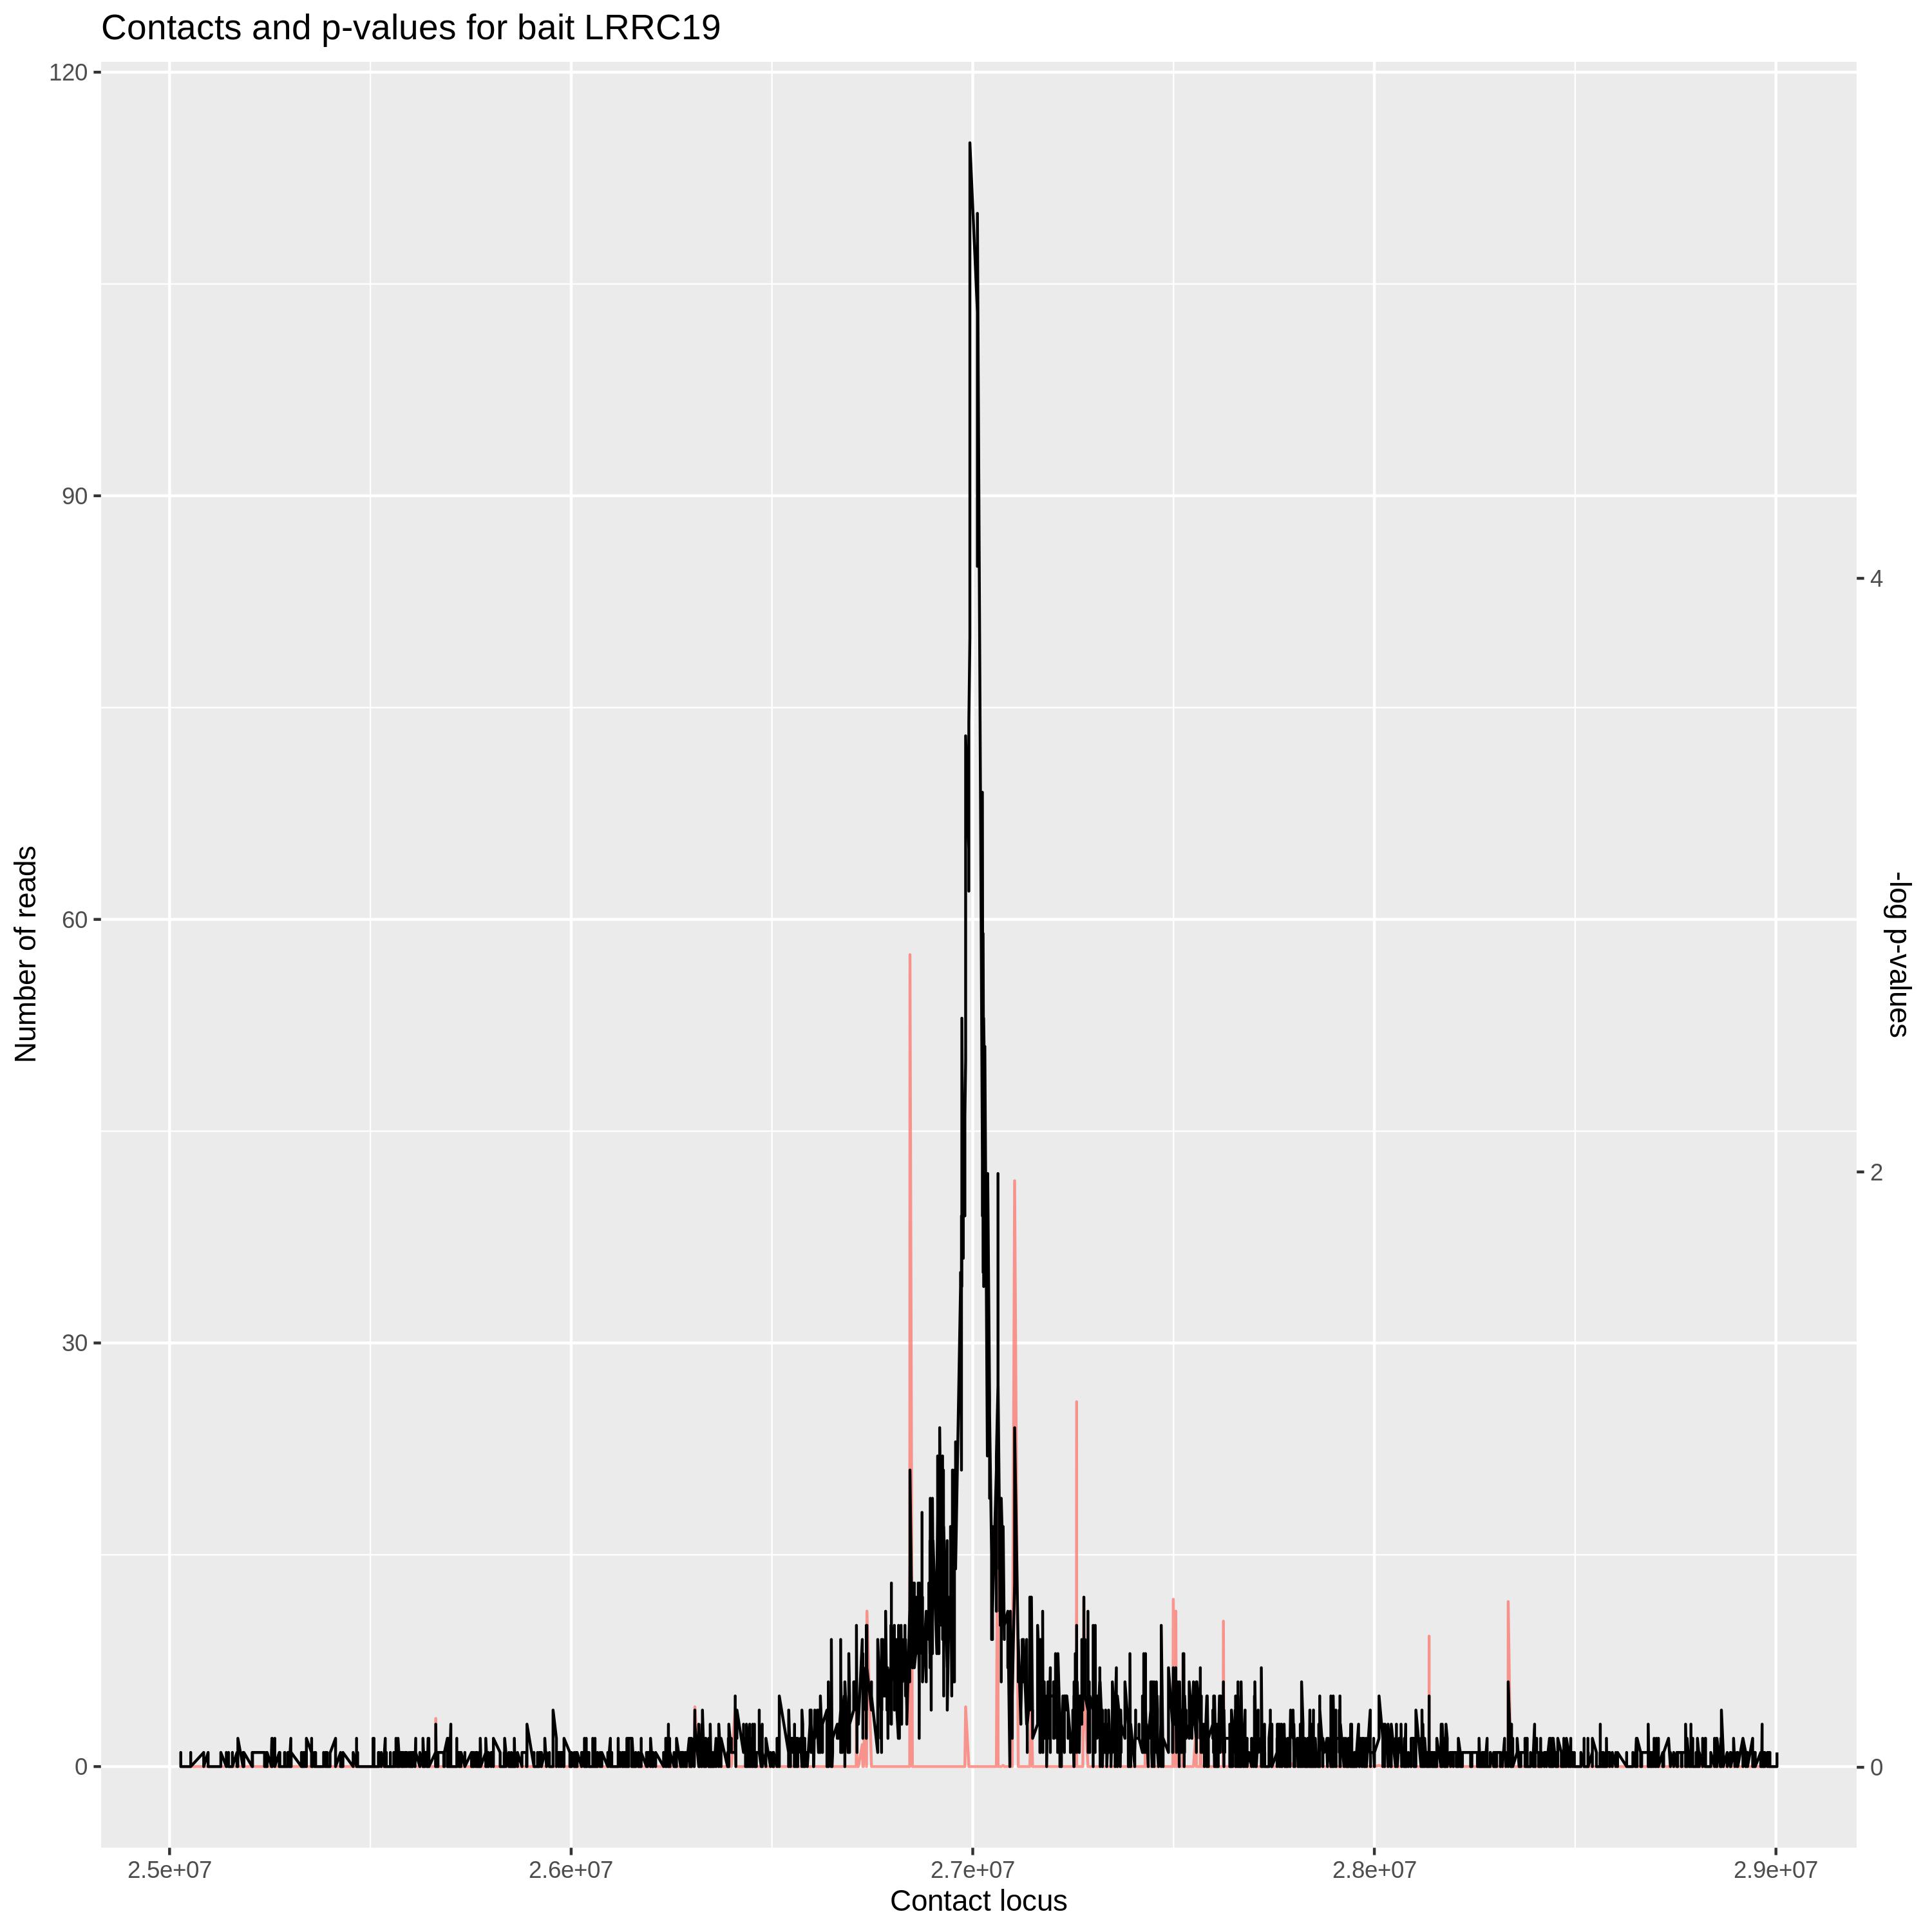 Contacts and p-values for bait LRRC19
120
90
60
30
0
Number of reads
4
2
0
-log p-values
2.5e+07
2.6e+07
2.7e+07
2.8e+07
2.9e+07
Contact locus